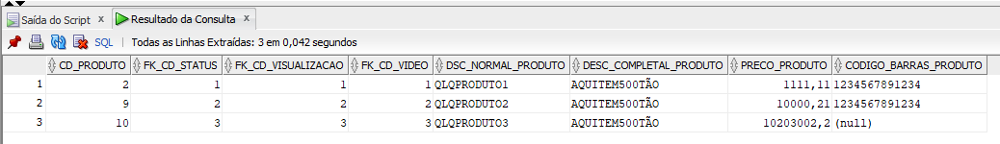 Saída do Script x Resultado da Consulta x
SQL | Todas as Linhas Extraídas: 3 em 0,042 segundos
CD_PRODUTO FK_CD_STATUS FK_CD_VISUALIZACAO FK_CD_VIDEO DSC_NORMAL_PRODUTO DESC_COMPLETAL_PRODUTO PRECO_PRODUTO CODIGO_BARRAS_PRODUTO
1 2 1 1 1 QLQPRODUTO1 AQUITEM500TÃO 1111,11 1234567891234
2 9 2 2 2 QLQPRODUTO2 AQUITEM500TÃO 10000,21 1234567891234
3 10 3 3 3 QLQPRODUTO3 AQUITEM500TÃO 10203002,2 (null)